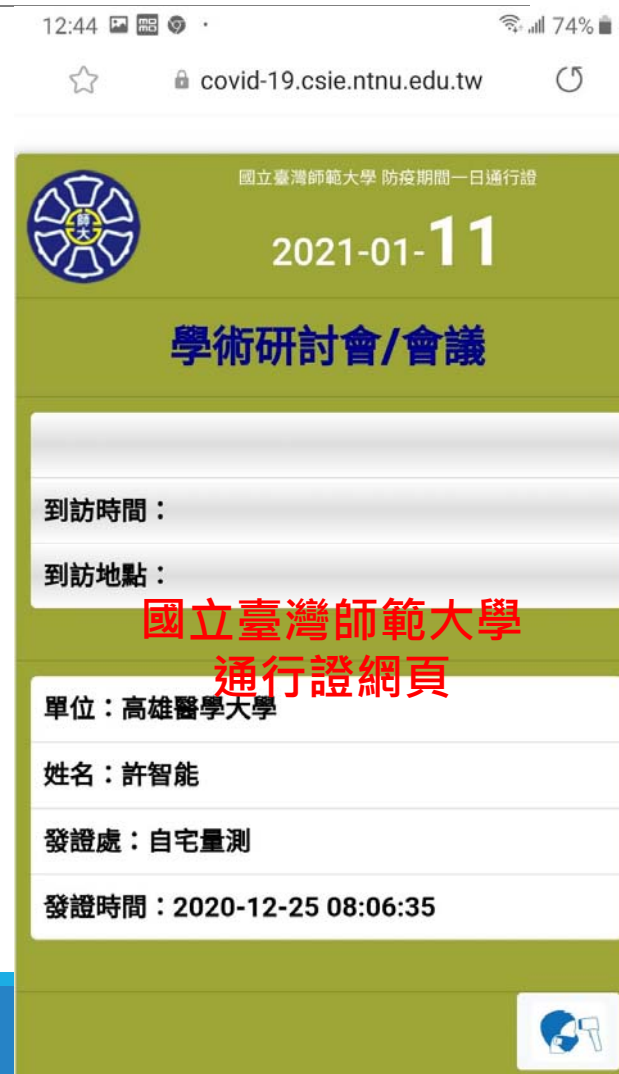 12:44
74%
covid-19.csie.ntnu.edu.tw
師大
國立臺灣師範大學 防疫期間一日通行證
2021-01-11
學術研討會/會議
到訪時間：
到訪地點：
國立臺灣師範大學
通行證網頁
單位：高雄醫學大學
姓名：許智能
發證處：自宅量測
發證時間：2020-12-25 08:06:35